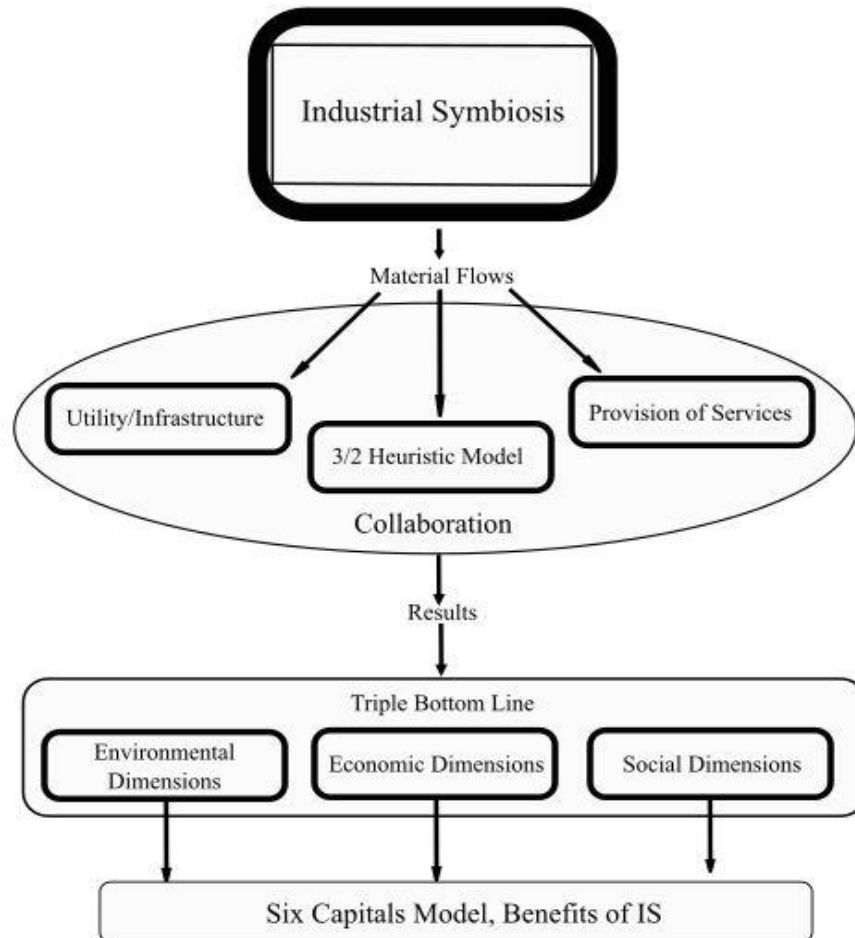 Industrial Symbiosis
Material Flows
Utility/Infrastructure
Provision of Services
3/2 Heuristic Model
Collaboration
Results
Triple Bottom Line
Environmental
Dimensions
Economic Dimensions
Social Dimensions
Six Capitals Model, Benefits of IS